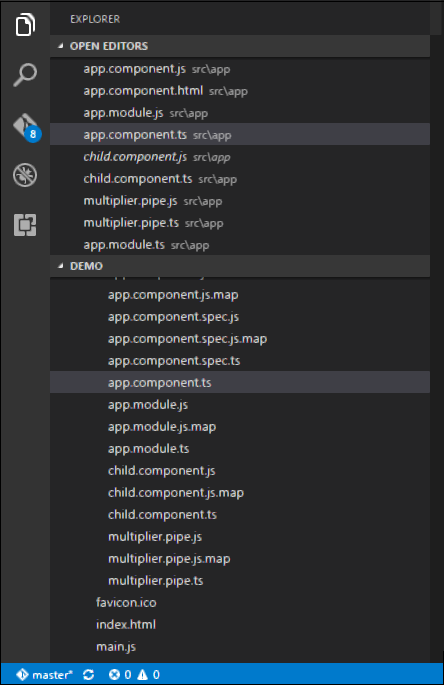 EXPLORER
OPEN EDITORS
app.component.js src\app
app.component.html src\app
app.module.js src\app
app.component.ts src\app
child.component.js src\app
child.component.ts src\app
multiplier.pipe.js src\app
multiplier.pipe.ts src\app
app.module.ts src\app
8
DEMO
app.component.js.map
app.component.spec.js
app.component.spec.js.map
app.component.spec.ts
app.component.ts
app.module.js
app.module.js.map
app.module.ts
child.component.js
child.component.js.map
child.component.ts
multiplier.pipe.js
multiplier.pipe.js.map
multiplier.pipe.ts
favicon.ico
index.html
main.js
master* 0 0